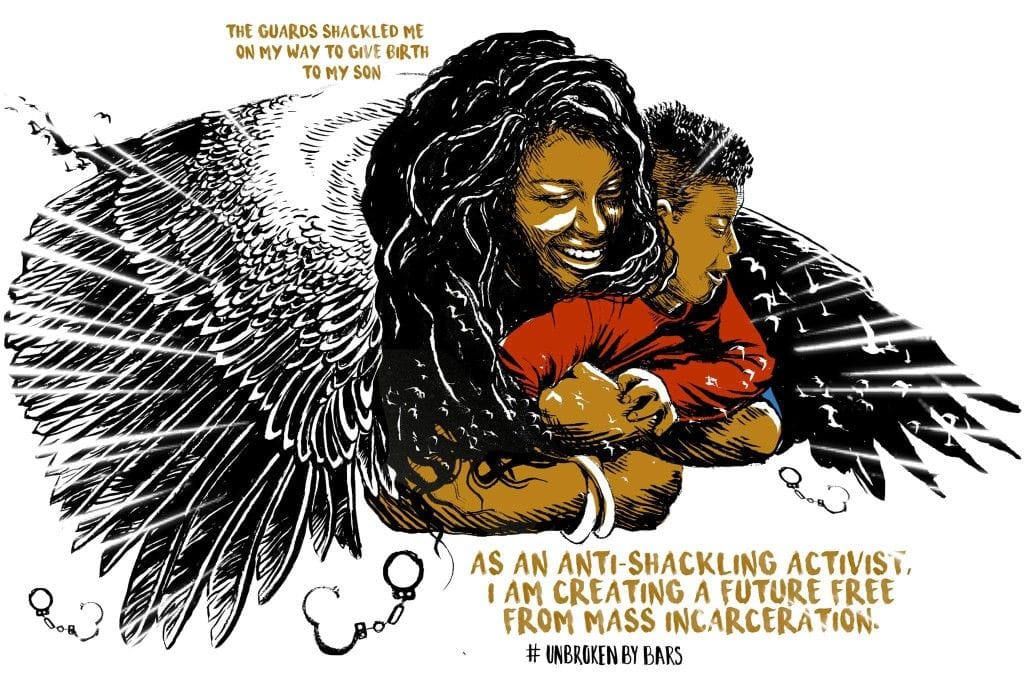 THE GUARDS SHACKLED ME
ON MY WAY TO GIVE BIRTH
TO MY SON
AS AN ANTI-SHACKLING ACTIVIST,
I AM CREATING A FUTURE FREE
FROM MASS INCARCERATION.
# UNBROKEN BY BARS